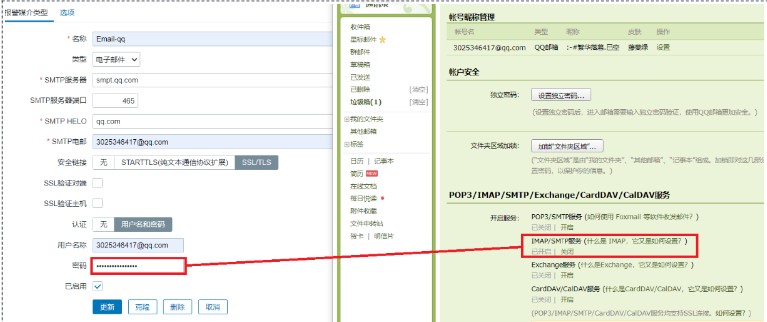 报警媒介类型 选项
* 名称 Email-qq
类型 电子邮件
* SMTP服务器 smpt.qq.com
SMTP服务器端口 465
* SMTP HELO qq.com
* SMTP电邮 3025346417@qq.com
安全链接 无 STARTTLS(纯文本通信协议扩展) SSL/TLS
SSL验证对端
SSL验证主机
认证 无 用户名和密码
用户名称 3025346417@qq.com
密码 ••••••••••••••••
已启用
更新 克隆 删除 取消
收件箱
星标邮件
群邮件
草稿箱
已发送
已删除 [清空]
垃圾箱(1) [清空]
我的文件夹
其他邮箱
标签
日历 | 记事本
简历 NEW
在线文档
每日悦读
附件收藏
文件中转站
贺卡 | 明信片
帐号昵称管理
帐号名 类型 昵称 皮肤 操作
3025346417@qq.com QQ邮箱 设置
帐户安全
独立密码: 设置独立密码...
(设置独立密码后,进入邮箱需要输入独立密码验证,使用QQ邮箱更加安全。)
文件夹区域加锁: 加锁"文件夹区域"...
("文件夹区域"是由"我的文件夹"、"其他邮箱"、"记事本"组成。
置密码,以保护你的信息。)
POP3/IMAP/SMTP/Exchange/CardDAV/CalDAV服务
开启服务: POP3/SMTP服务 (如何使用 Foxmail 等软件收发邮件?)
已关闭 | 开启
IMAP/SMTP服务 (什么是 IMAP,它又是如何设置?)
已开启 | 关闭
Exchange服务 (什么是Exchange,它又是如何设置?)
已关闭 | 开启
CardDAV/CalDAV服务 (什么是CardDAV/CalDAV,它又是如何设置?)
已关闭 | 开启
(POP3/IMAP/SMTP/CardDAV/CalDAV服务均支持SSL连接。如何设置?)